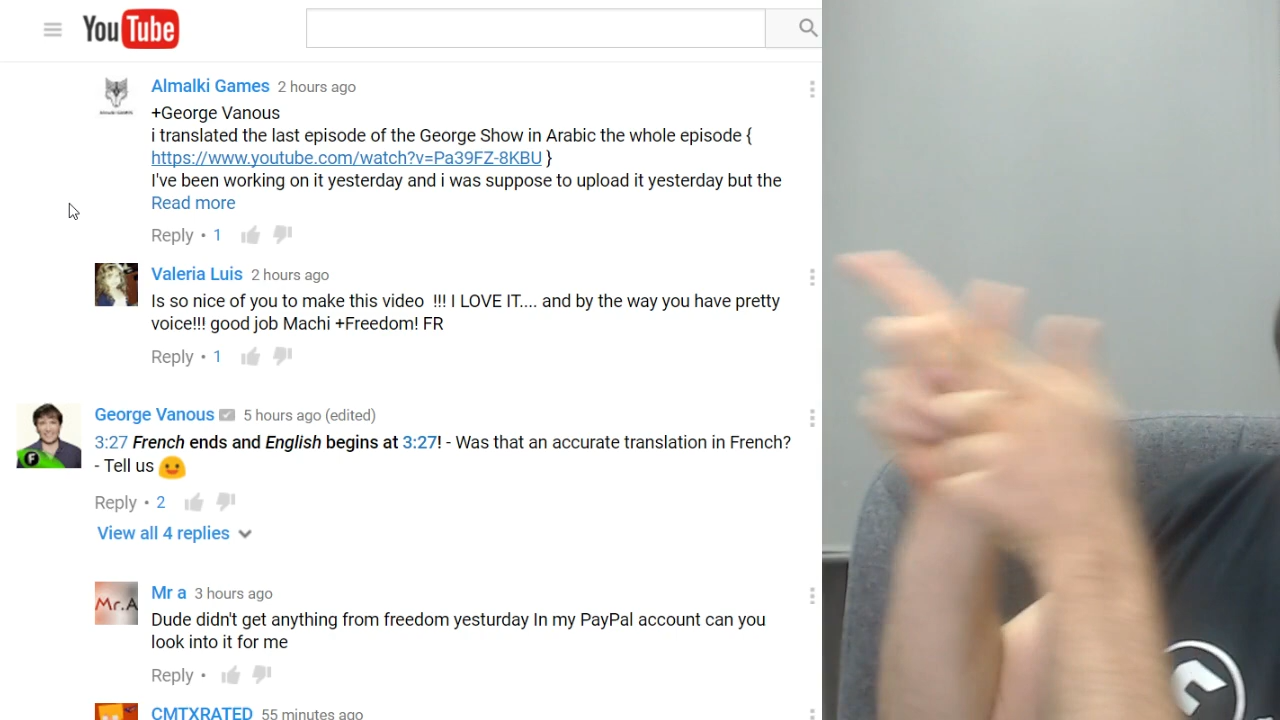 YouTube
Almalki Games 2 hours ago
+George Vanous
i translated the last episode of the George Show in Arabic the whole episode {
https://www.youtube.com/watch?v=Pa39FZ-8KBU }
I've been working on it yesterday and i was suppose to upload it yesterday but the
Read more
Reply • 1
Valeria Luis 2 hours ago
Is so nice of you to make this video !!! I LOVE IT.... and by the way you have pretty
voice!!! good job Machi +Freedom! FR
Reply • 1
George Vanous 5 hours ago (edited)
3:27 French ends and English begins at 3:27! - Was that an accurate translation in French?
- Tell us
Reply • 2
View all 4 replies
Mr.A
Mr a 3 hours ago
Dude didn't get anything from freedom yesturday In my PayPal account can you
look into it for me
Reply •
CMTXRATED 55 minutes ago